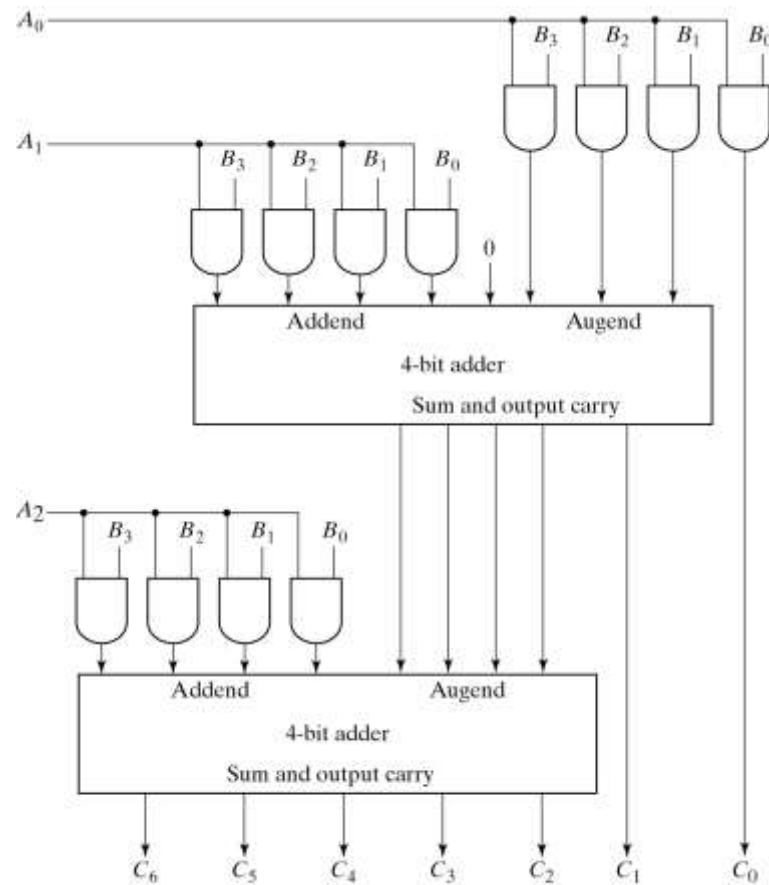 A₀
B₃ B₂ B₁ B₀
A₁
B₃ B₂ B₁ B₀
0
Addend Augend
4-bit adder
Sum and output carry
A2
B₃ B₂ B₁ B₀
Addend Augend
4-bit adder
Sum and output carry
C₆ C₅ C₄ C₃ C₂ C₁ C₀